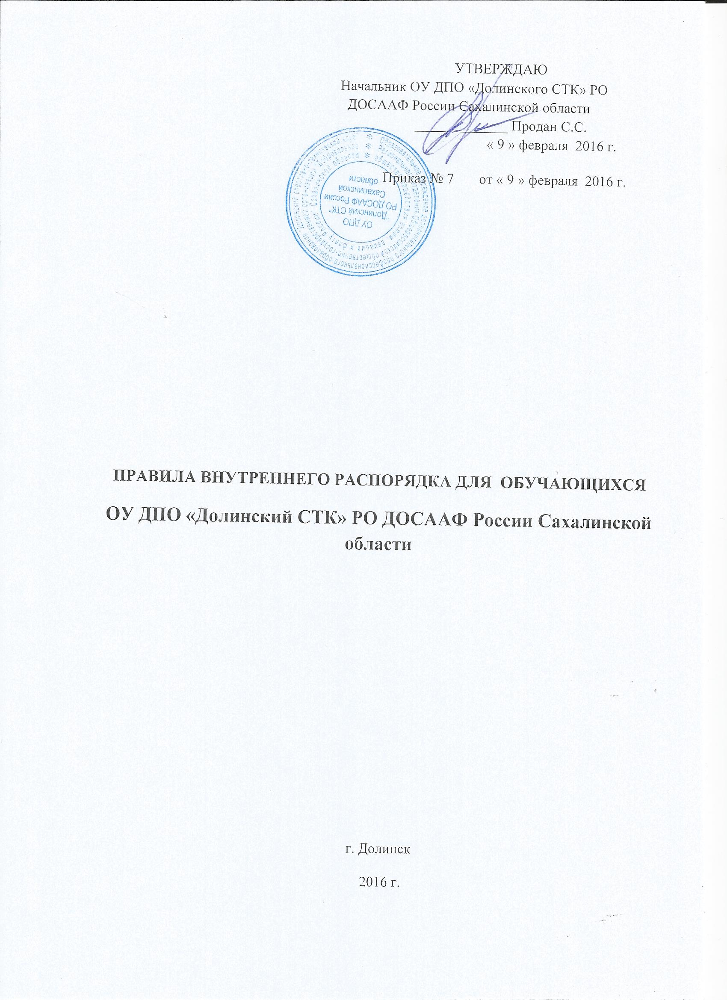 УТВЕРЖДАЮ
Начальник ОУ ДПО «Долинского СТК» РО
ДОСААФ России Сахалинской области
_____________ Продан С.С.
« 9 » февраля 2016 г.
Приказ № 7 от « 9 » февраля 2016 г.
ОУ ДПО
"Долинский СТК"
РО ДОСААФ России
Сахалинской
области
ПРАВИЛА ВНУТРЕННЕГО РАСПОРЯДКА ДЛЯ ОБУЧАЮЩИХСЯ
ОУ ДПО «Долинский СТК» РО ДОСААФ России Сахалинской
области
г. Долинск
2016 г.